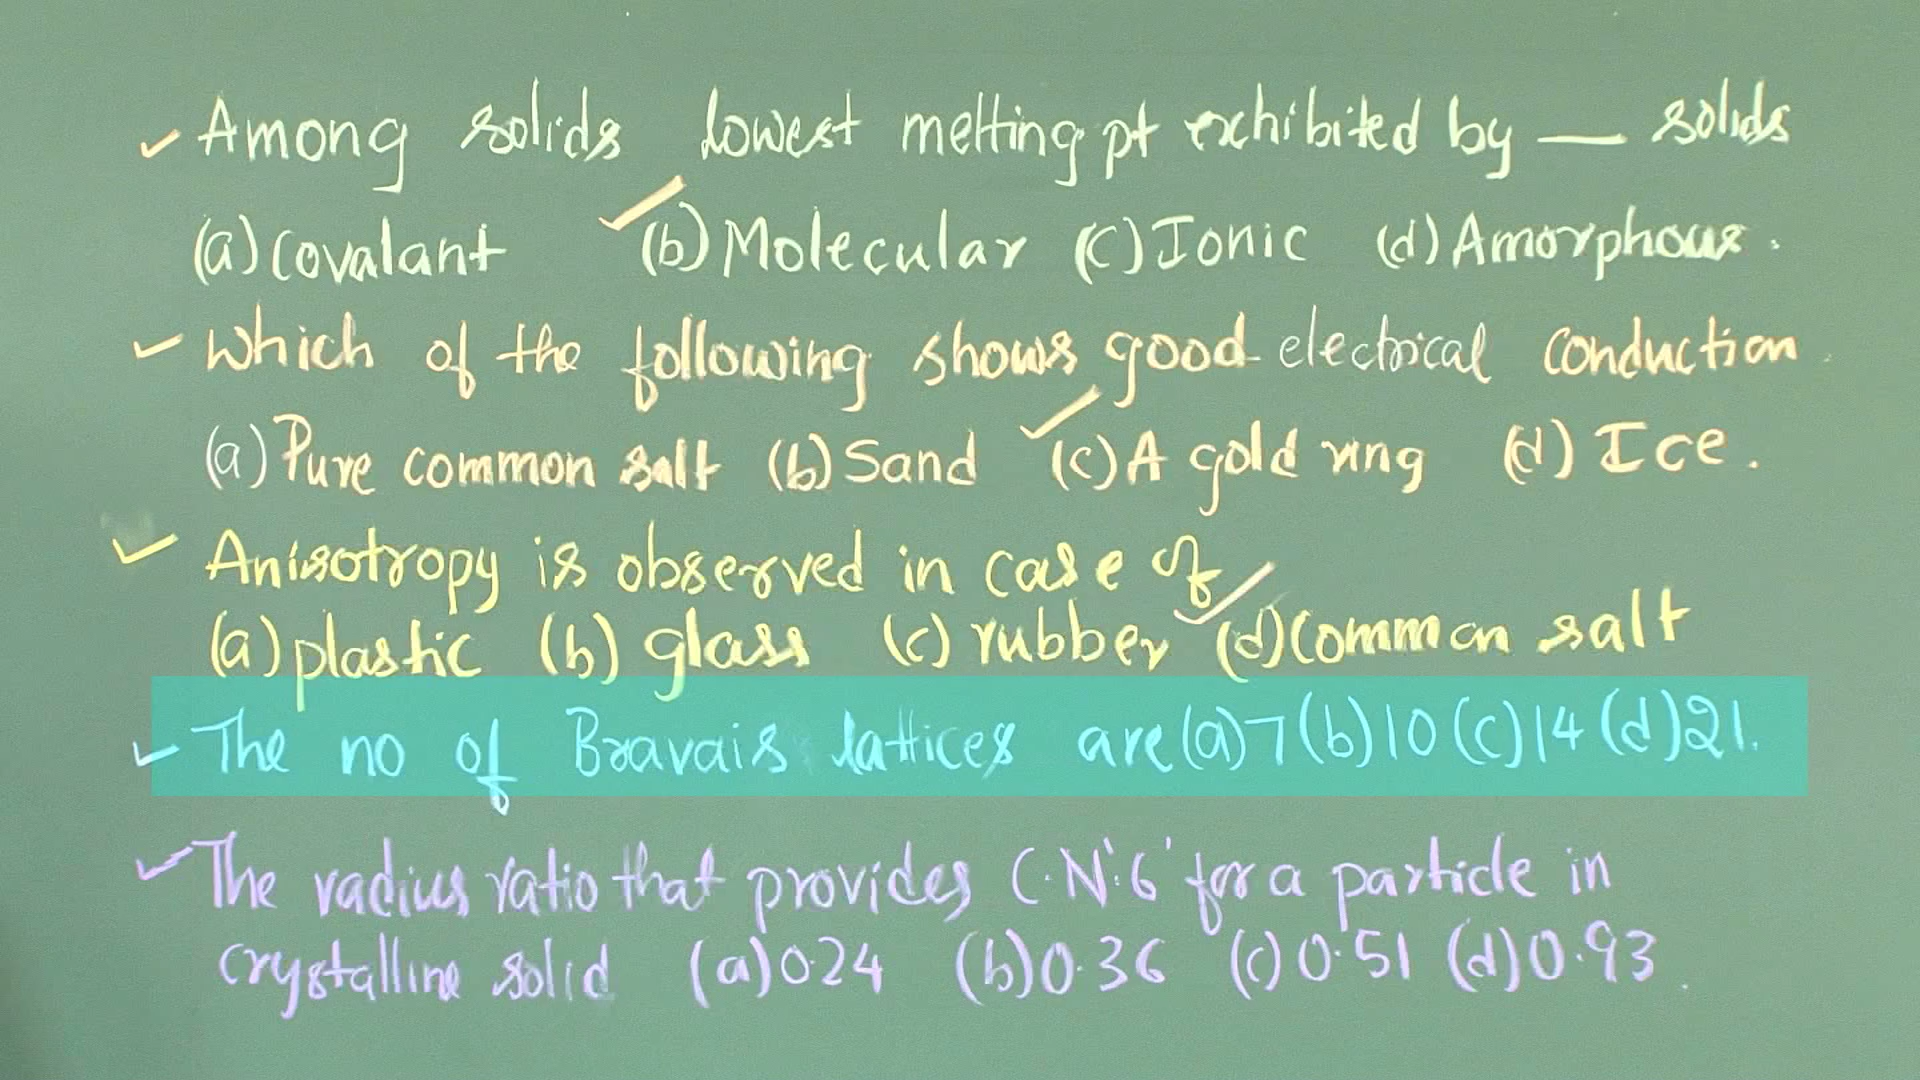 Among solids lowest melting pt exhibited by — solids
(a) Covalant (b) Molecular (c) Ionic (d) Amorphous.
Which of the following shows good electrical conduction
(a) Pure common salt (b) Sand (c) A gold ring (d) Ice.
Anisotropy is observed in case of
(a) plastic (b) glass (c) rubber (d) Common salt
The no of Bravais lattices are (a) 7 (b) 10 (c) 14 (d) 21.
The radius ratio that provides C.N '6' for a particle in
crystalline solid (a) 0.24 (b) 0.36 (c) 0.51 (d) 0.93